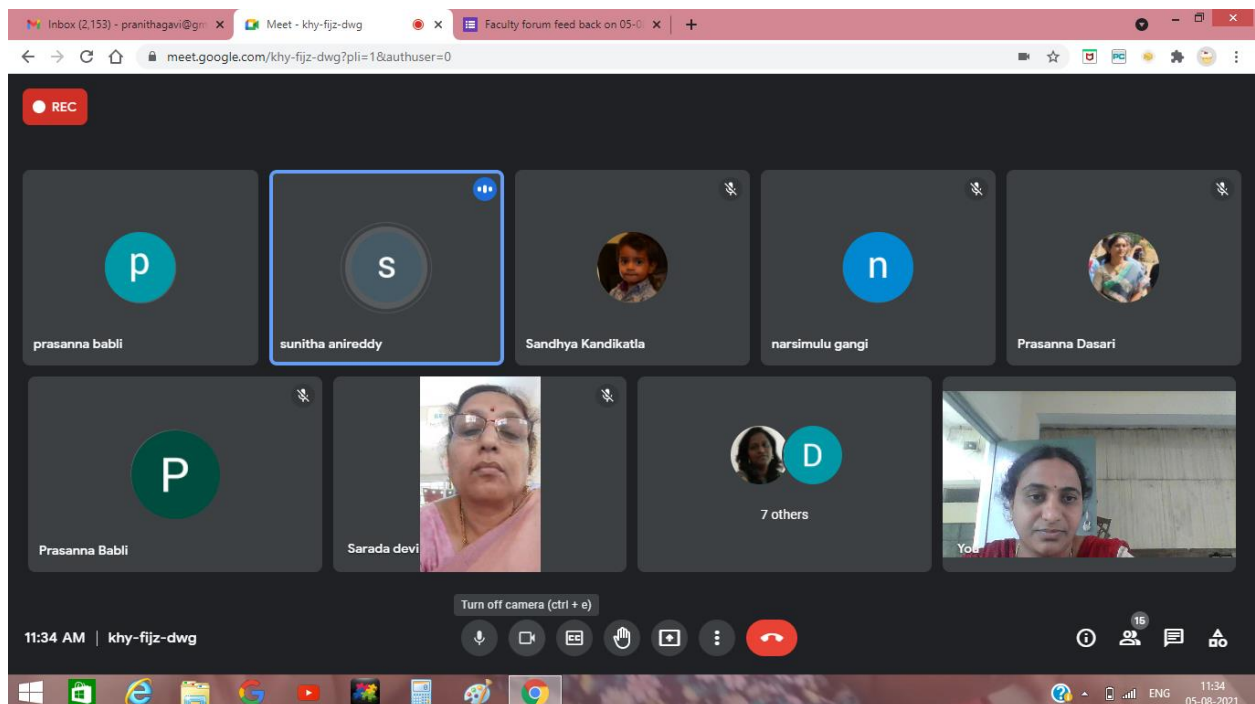 Inbox (2,153) - pranithagavi@gm
Meet - khy-fijz-dwg
Faculty forum feed back on 05-0
meet.google.com/khy-fijz-dwg?pli=1&authuser=0
REC
p
s
n
prasanna babli
sunitha anireddy
Sandhya Kandikatla
narsimulu gangi
Prasanna Dasari
P
D
7 others
Prasanna Babli
Sarada devi
You
Turn off camera (ctrl + e)
11:34 AM | khy-fijz-dwg
CC
ENG
11:34
05-08-2021